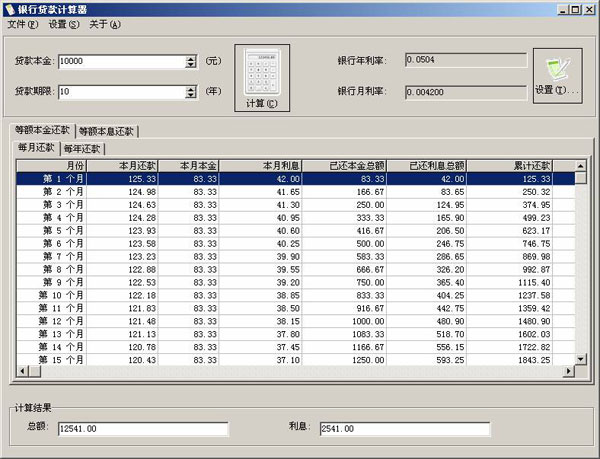 银行贷款计算器
文件(F) 设置(S) 关于(A)
贷款本金: 10000 (元) 银行年利率: 0.0504
贷款期限: 10 (年) 计算(C) 银行月利率: 0.004200 设置(T)...
等额本金还款 等额本息还款
每月还款 每年还款
月份 本月还款 本月本金 本月利息 已还本金总额 已还利息总额 累计还款
第 1 个月 125.33 83.33 42.00 83.33 42.00 125.33
第 2 个月 124.98 83.33 41.65 166.67 83.65 250.32
第 3 个月 124.63 83.33 41.30 250.00 124.95 374.95
第 4 个月 124.28 83.33 40.95 333.33 165.90 499.23
第 5 个月 123.93 83.33 40.60 416.67 206.50 623.17
第 6 个月 123.58 83.33 40.25 500.00 246.75 746.75
第 7 个月 123.23 83.33 39.90 583.33 286.65 869.98
第 8 个月 122.88 83.33 39.55 666.67 326.20 992.87
第 9 个月 122.53 83.33 39.20 750.00 365.40 1115.40
第 10 个月 122.18 83.33 38.85 833.33 404.25 1237.58
第 11 个月 121.83 83.33 38.50 916.67 442.75 1359.42
第 12 个月 121.48 83.33 38.15 1000.00 480.90 1480.90
第 13 个月 121.13 83.33 37.80 1083.33 518.70 1602.03
第 14 个月 120.78 83.33 37.45 1166.67 556.15 1722.82
第 15 个月 120.43 83.33 37.10 1250.00 593.25 1843.25
计算结果
总额: 12541.00 利息: 2541.00